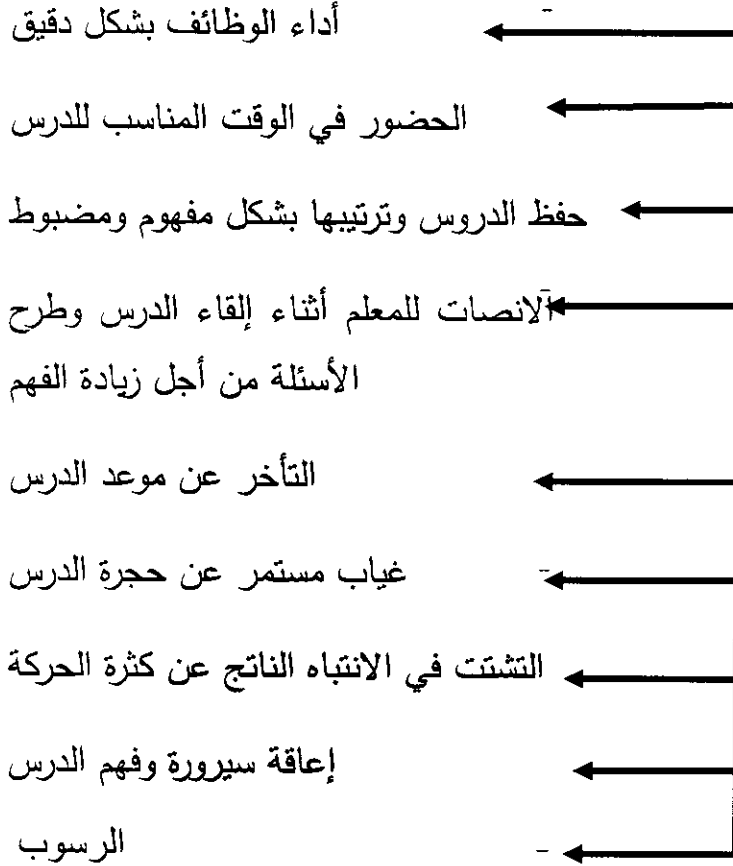 أداء الوظائف بشكل دقيق
الحضور في الوقت المناسب للدرس
حفظ الدروس وترتيبها بشكل مفهوم ومضبوط
الانصات للمعلم أثناء إلقاء الدرس وطرح
الأسئلة من أجل زيادة الفهم
التأخر عن موعد الدرس
غياب مستمر عن حجرة الدرس
التشتت في الانتباه الناتج عن كثرة الحركة
إعاقة سيرورة وفهم الدرس
الرسوب